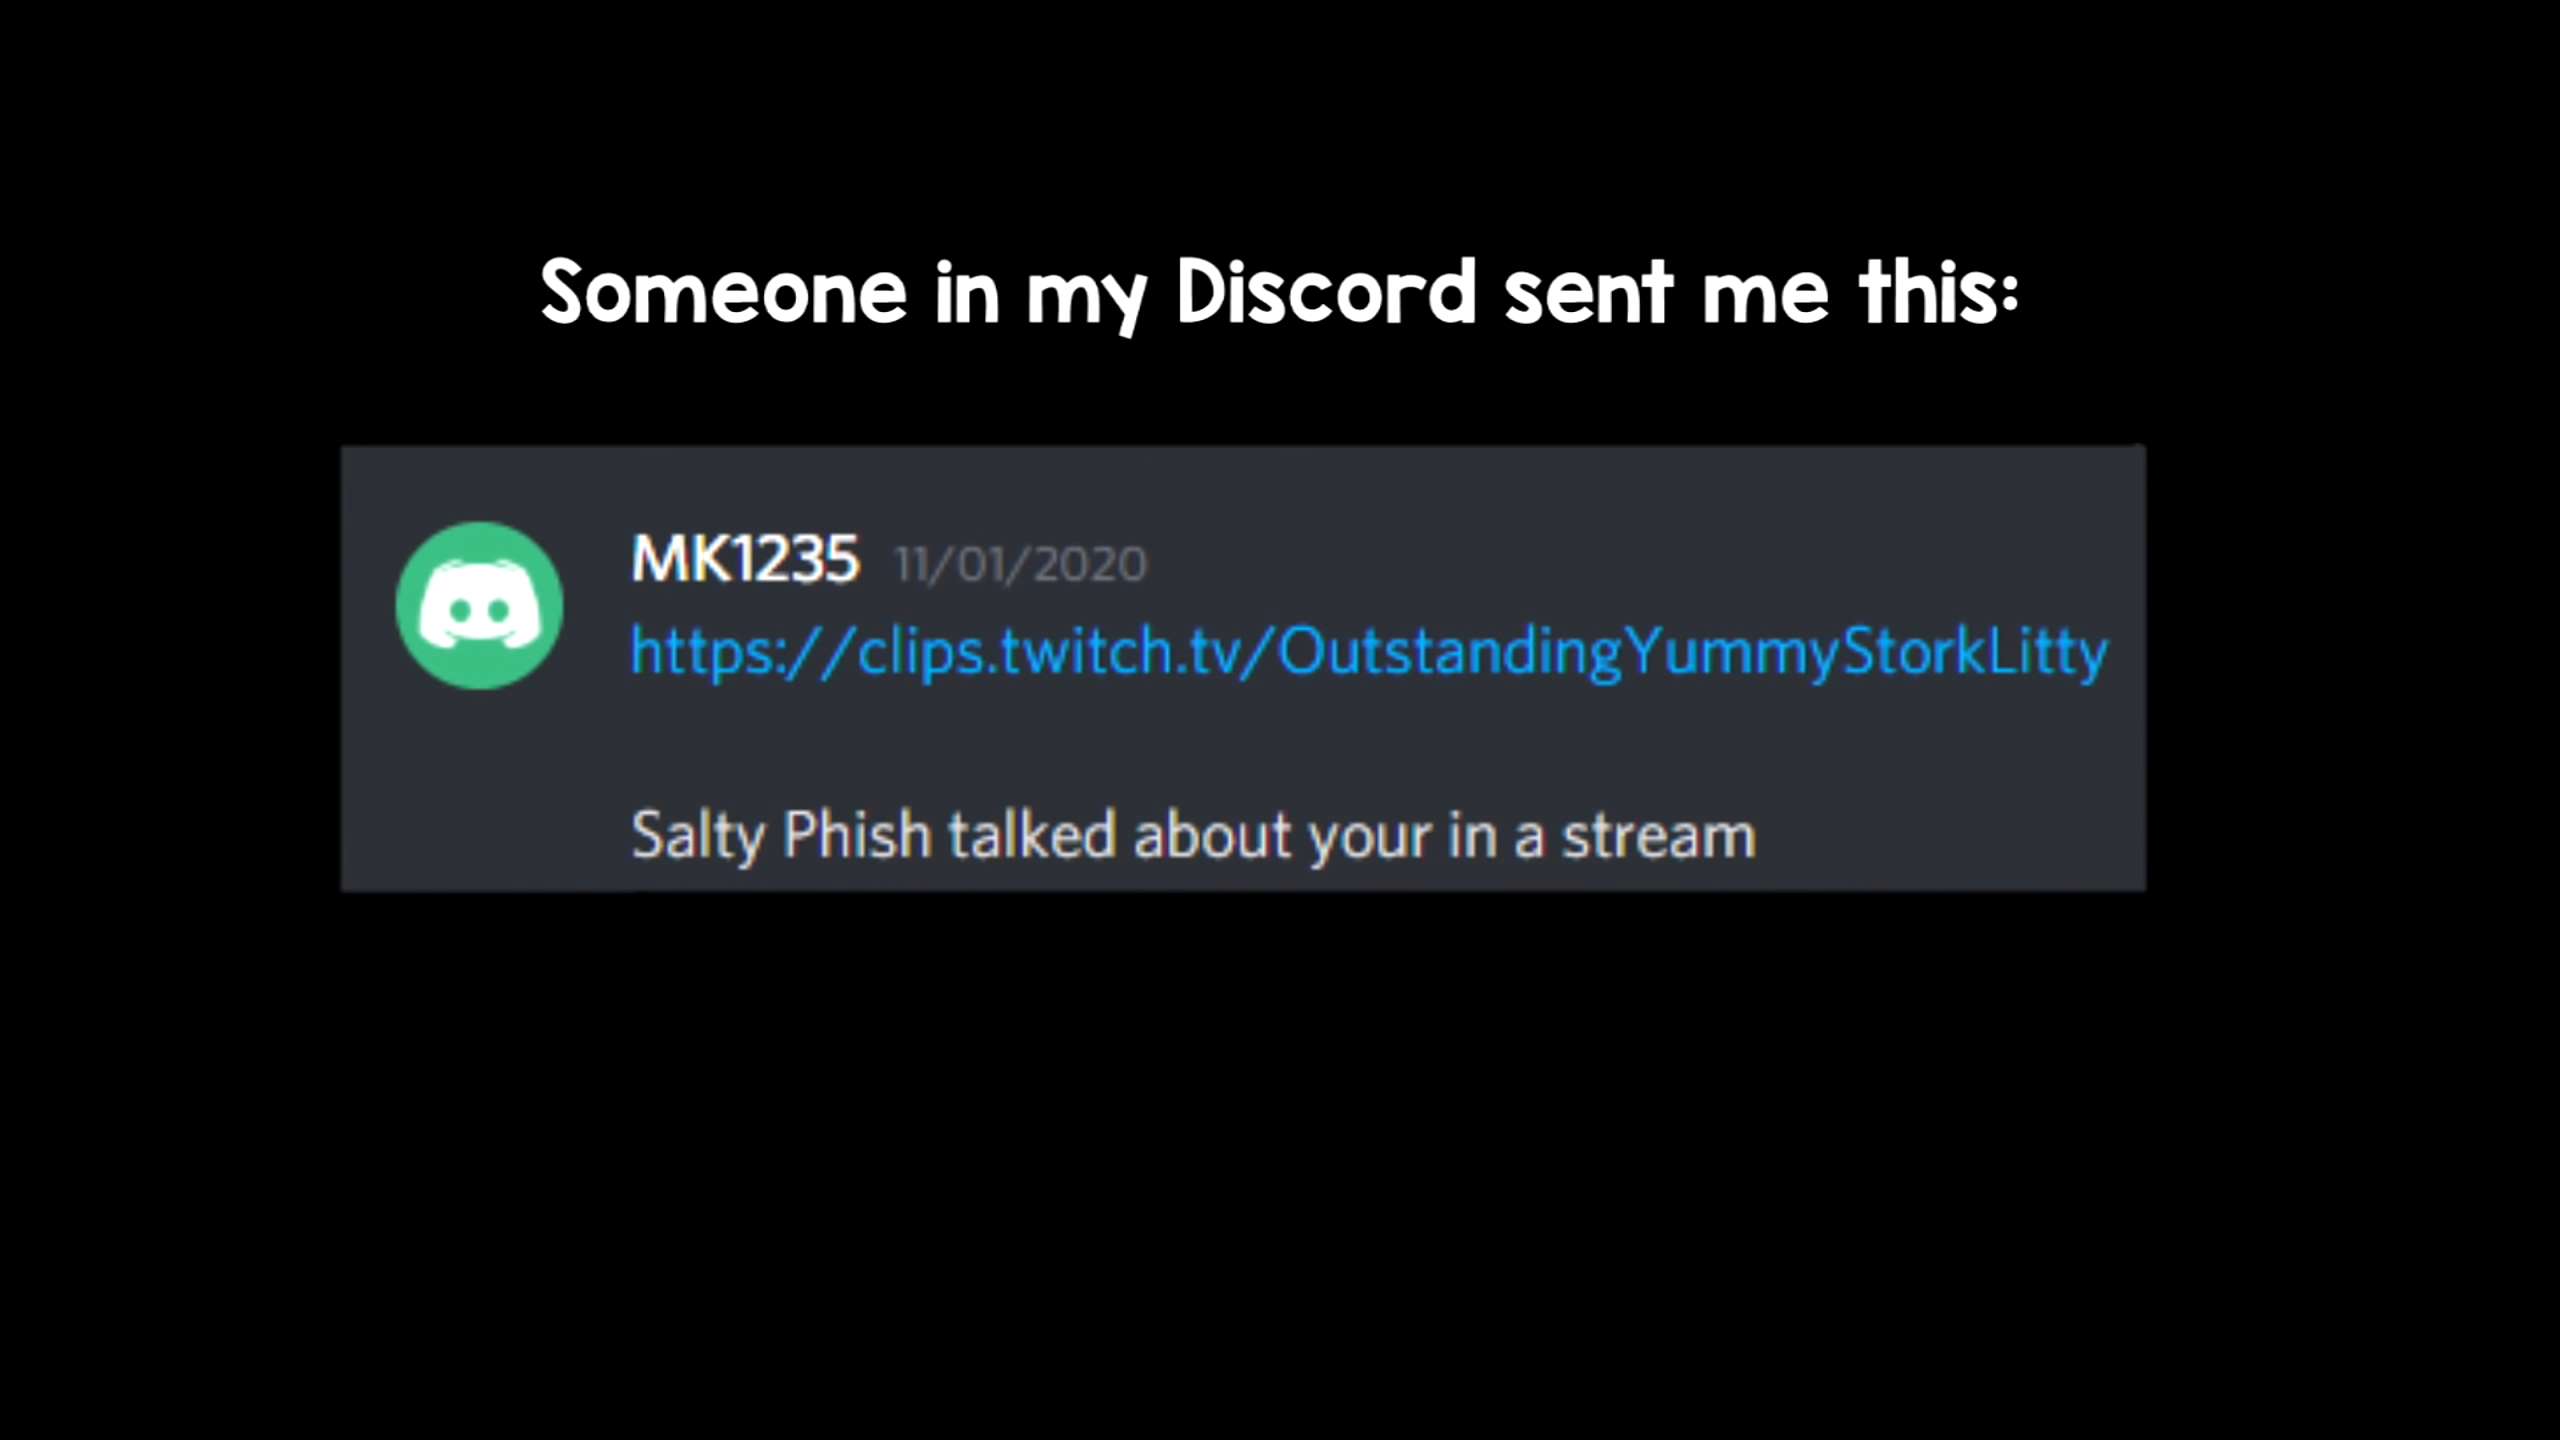 Someone in my Discord sent me this:
MK1235 11/01/2020
https://clips.twitch.tv/OutstandingYummyStorkLitty
Salty Phish talked about your in a stream